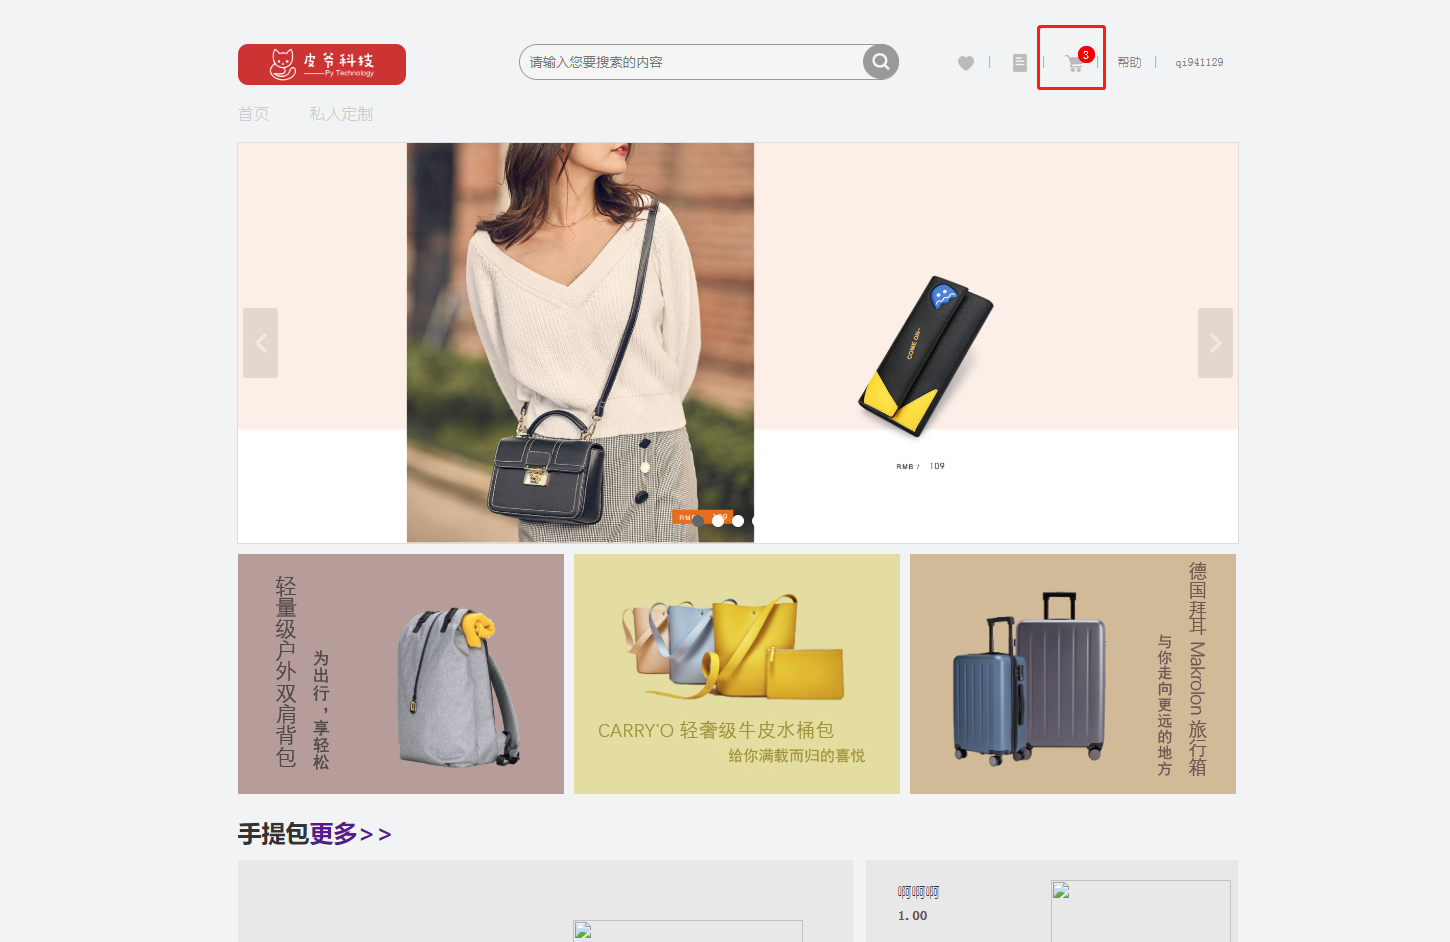 皮爷科技
Py Technology
请输入您要搜索的内容
3
帮助
qi941129
首页
私人定制
COME ON~
RMB / 109
RMB
109
轻量级户外双肩背包
为出行，享轻松
CARRY'O 轻奢级牛皮水桶包
给你满载而归的喜悦
德国拜耳 Makrolon 旅行箱
与你走向更远的地方
手提包更多>>
啊啊啊
1.00